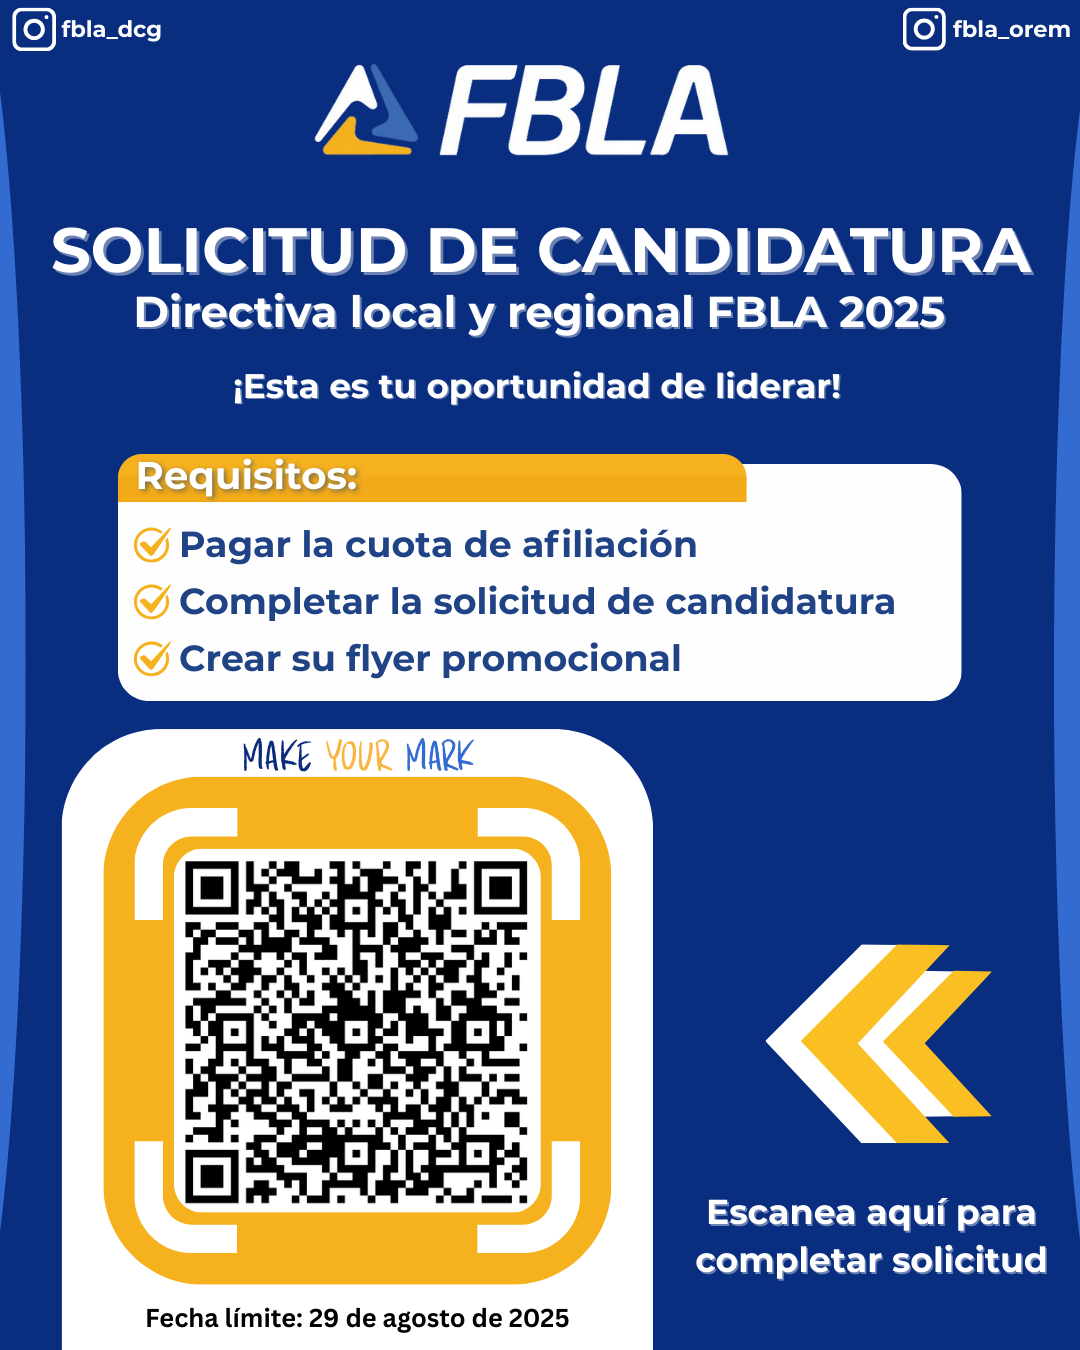 fbla_dcg
fbla_orem
FBLA
SOLICITUD DE CANDIDATURA
Directiva local y regional FBLA 2025
¡Esta es tu oportunidad de liderar!
Requisitos:
Pagar la cuota de afiliación
Completar la solicitud de candidatura
Crear su flyer promocional
MAKE YOUR MARK
Escanea aquí para
completar solicitud
Fecha límite: 29 de agosto de 2025